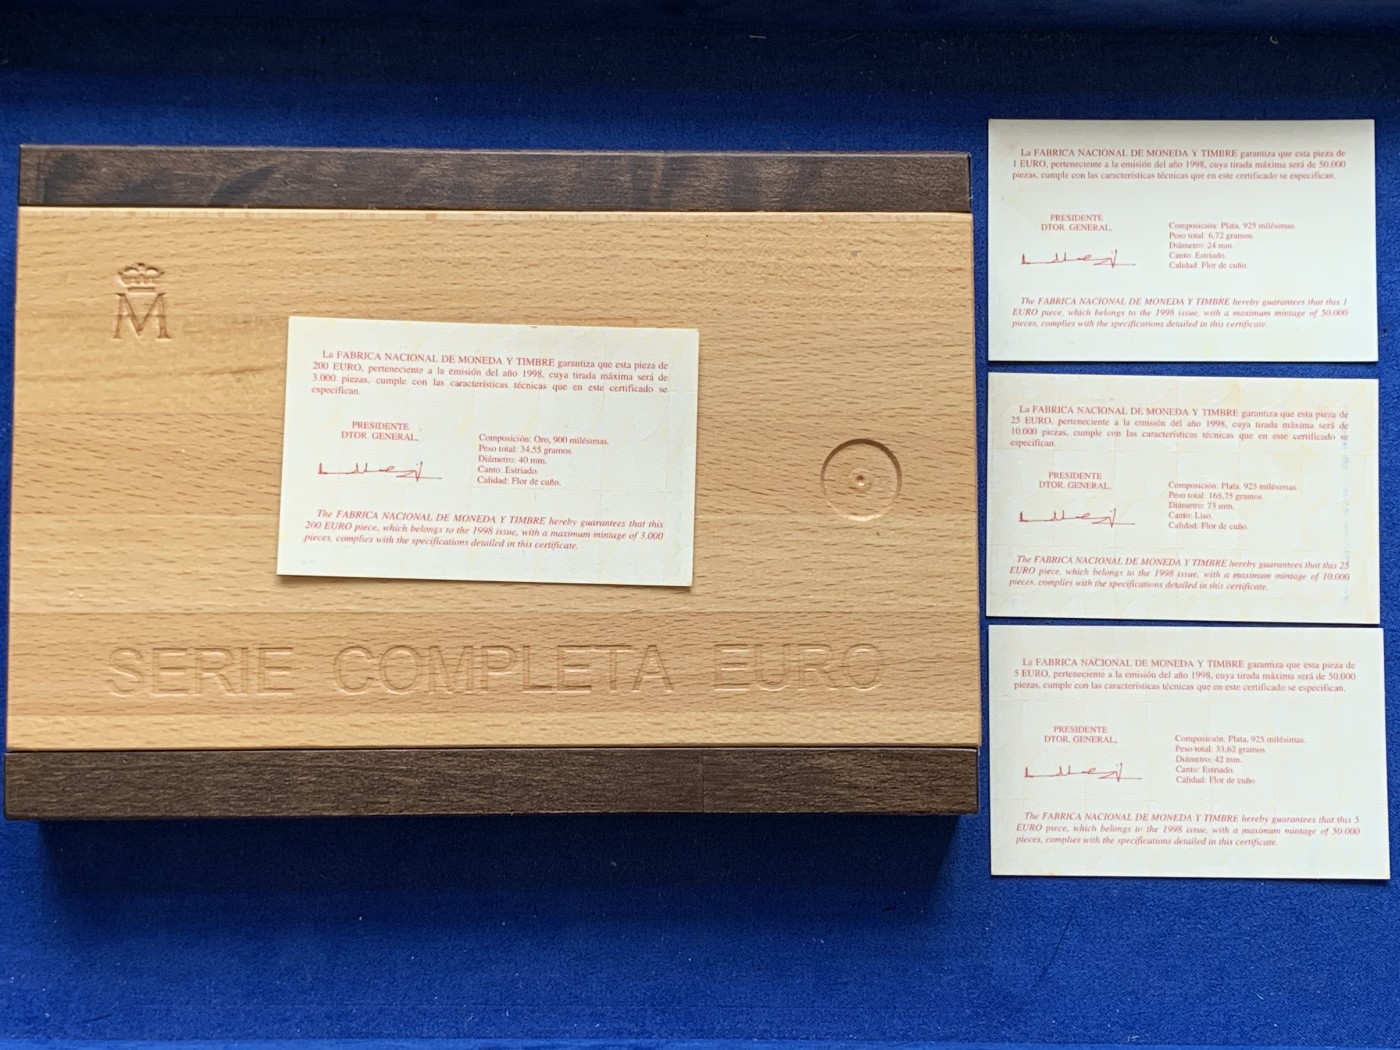 M
SERIE COMPLETA EURO
La FABRICA NACIONAL DE MONEDA Y TIMBRE garantiza que esta pieza de
200 EURO, perteneciente a la emisión del año 1998, cuya tirada máxima será de
3.000 piezas, cumple con las características técnicas que en este certificado se
especifican.
PRESIDENTE
DTOR. GENERAL,
Composición: Oro, 900 milésimas.
Peso total: 34,55 gramos.
Diámetro: 40 mm.
Canto: Estriado.
Calidad: Flor de cuño.
The FABRICA NACIONAL DE MONEDA Y TIMBRE hereby guarantees that this
200 EURO piece, which belongs to the 1998 issue, with a maximum mintage of 3.000
pieces, complies with the specifications detailed in this certificate.
La FABRICA NACIONAL DE MONEDA Y TIMBRE garantiza que esta pieza de
1 EURO, perteneciente a la emisión del año 1998, cuya tirada máxima será de 50.000
piezas, cumple con las características técnicas que en este certificado se especifican.
PRESIDENTE
DTOR. GENERAL,
Composición: Plata, 925 milésimas.
Peso total: 6,72 gramos.
Diámetro: 24 mm.
Canto: Estriado.
Calidad: Flor de cuño.
The FABRICA NACIONAL DE MONEDA Y TIMBRE hereby guarantees that this 1
EURO piece, which belongs to the 1998 issue, with a maximum mintage of 50.000
pieces, complies with the specifications detailed in this certificate.
La FABRICA NACIONAL DE MONEDA Y TIMBRE garantiza que esta pieza de
25 EURO, perteneciente a la emisión del año 1998, cuya tirada máxima será de
10.000 piezas, cumple con las características técnicas que en este certificado se
especifican.
PRESIDENTE
DTOR. GENERAL,
Composición: Plata, 925 milésimas.
Peso total: 168,75 gramos.
Diámetro: 73 mm.
Canto: Liso.
Calidad: Flor de cuño.
The FABRICA NACIONAL DE MONEDA Y TIMBRE hereby guarantees that this 25
EURO piece, which belongs to the 1998 issue, with a maximum mintage of 10.000
pieces, complies with the specifications detailed in this certificate.
La FABRICA NACIONAL DE MONEDA Y TIMBRE garantiza que esta pieza de
5 EURO, perteneciente a la emisión del año 1998, cuya tirada máxima será de 50.000
piezas, cumple con las características técnicas que en este certificado se especifican.
PRESIDENTE
DTOR. GENERAL,
Composición: Plata, 925 milésimas.
Peso total: 33,62 gramos.
Diámetro: 42 mm.
Canto: Estriado.
Calidad: Flor de cuño.
The FABRICA NACIONAL DE MONEDA Y TIMBRE hereby guarantees that this 5
EURO piece, which belongs to the 1998 issue, with a maximum mintage of 50.000
pieces, complies with the specifications detailed in this certificate.